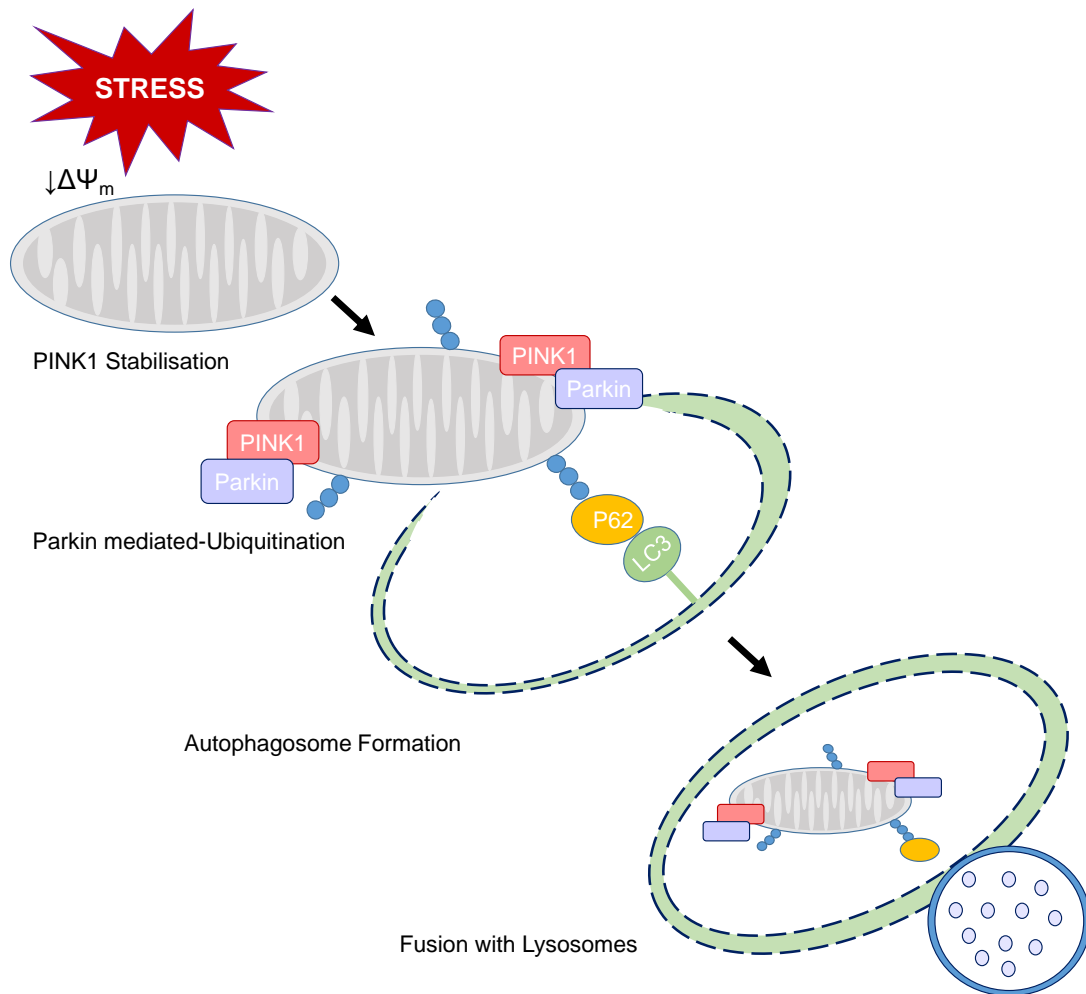 STRESS
↓ΔΨm
PINK1 Stabilisation
PINK1
Parkin
PINK1
Parkin
P62
LC3
Parkin mediated-Ubiquitination
Autophagosome Formation
Fusion with Lysosomes